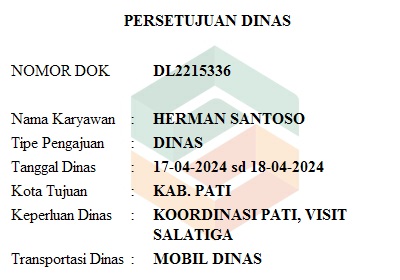 PERSETUJUAN DINAS
NOMOR DOK DL2215336
Nama Karyawan : HERMAN SANTOSO
Tipe Pengajuan : DINAS
Tanggal Dinas : 17-04-2024 sd 18-04-2024
Kota Tujuan : KAB. PATI
Keperluan Dinas : KOORDINASI PATI, VISIT
SALATIGA
Transportasi Dinas : MOBIL DINAS